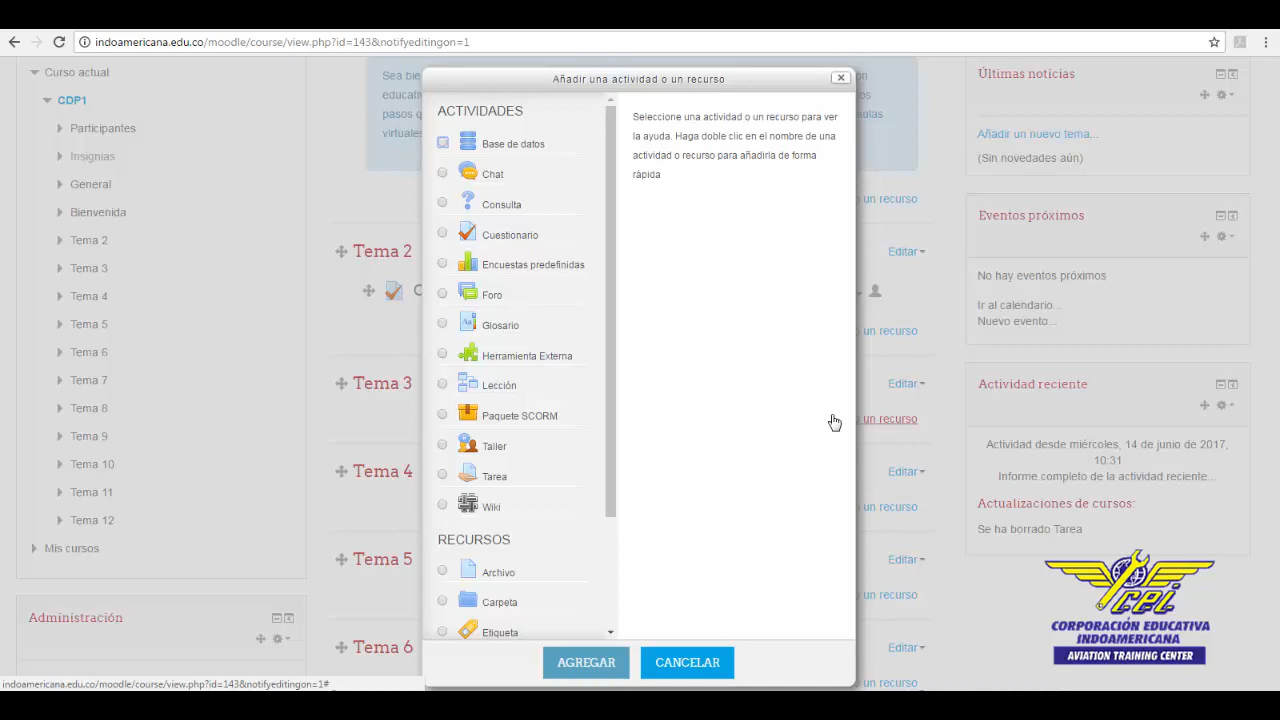 indoamericana.edu.co/moodle/course/view.php?id=143&notifyeditingon=1
Curso actual
CDP1
Participantes
Insignias
General
Bienvenida
Tema 2
Tema 3
Tema 4
Tema 5
Tema 6
Tema 7
Tema 8
Tema 9
Tema 10
Tema 11
Tema 12
Mis cursos
Administración
Sea bie
educativ
pasos q
virtuales
Tema 2
C
Tema 3
Tema 4
Tema 5
Tema 6
Añadir una actividad o un recurso
ACTIVIDADES
Base de datos
Chat
Consulta
Cuestionario
Encuestas predefinidas
Foro
Glosario
Herramienta Externa
Lección
Paquete SCORM
Taller
Tarea
Wiki
RECURSOS
Archivo
Carpeta
Etiqueta
Seleccione una actividad o un recurso para ver
la ayuda. Haga doble clic en el nombre de una
actividad o recurso para añadirla de forma
rápida
AGREGAR
CANCELAR
on
a
aulas
o un recurso
Editar
o un recurso
Editar
o un recurso
Editar
o un recurso
Editar
o un recurso
Editar
o un recurso
Últimas noticias
Añadir un nuevo tema...
(Sin novedades aún)
Eventos próximos
No hay eventos próximos
Ir al calendario...
Nuevo evento...
Actividad reciente
Actividad desde miércoles, 14 de junio de 2017,
10:31
Informe completo de la actividad reciente...
Actualizaciones de cursos:
Se ha borrado Tarea
cei
CORPORACIÓN EDUCATIVA
INDOAMERICANA
AVIATION TRAINING CENTER
indoamericana.edu.co/moodle/course/view.php?id=143&notifyeditingon=1#